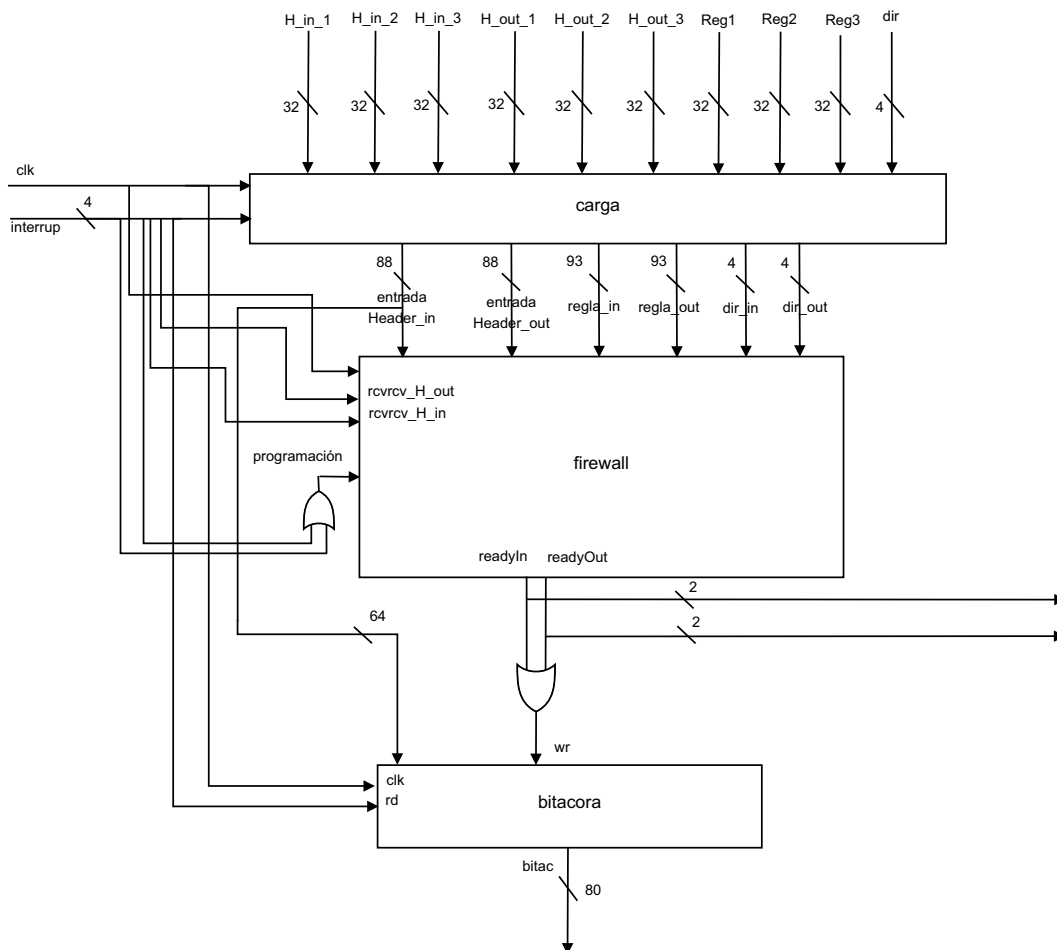 H_in_1 H_in_2 H_in_3 H_out_1 H_out_2 H_out_3 Reg1 Reg2 Reg3 dir
32 32 32 32 32 32 32 32 32 4
clk
interrup
4
carga
88 88 93 93 4 4
entrada
Header_in
entrada
Header_out
regla_in
regla_out
dir_in
dir_out
rcvrcv_H_out
rcvrcv_H_in
programación
firewall
readyIn readyOut
2
2
64
wr
clk
rd
bitacora
bitac
80